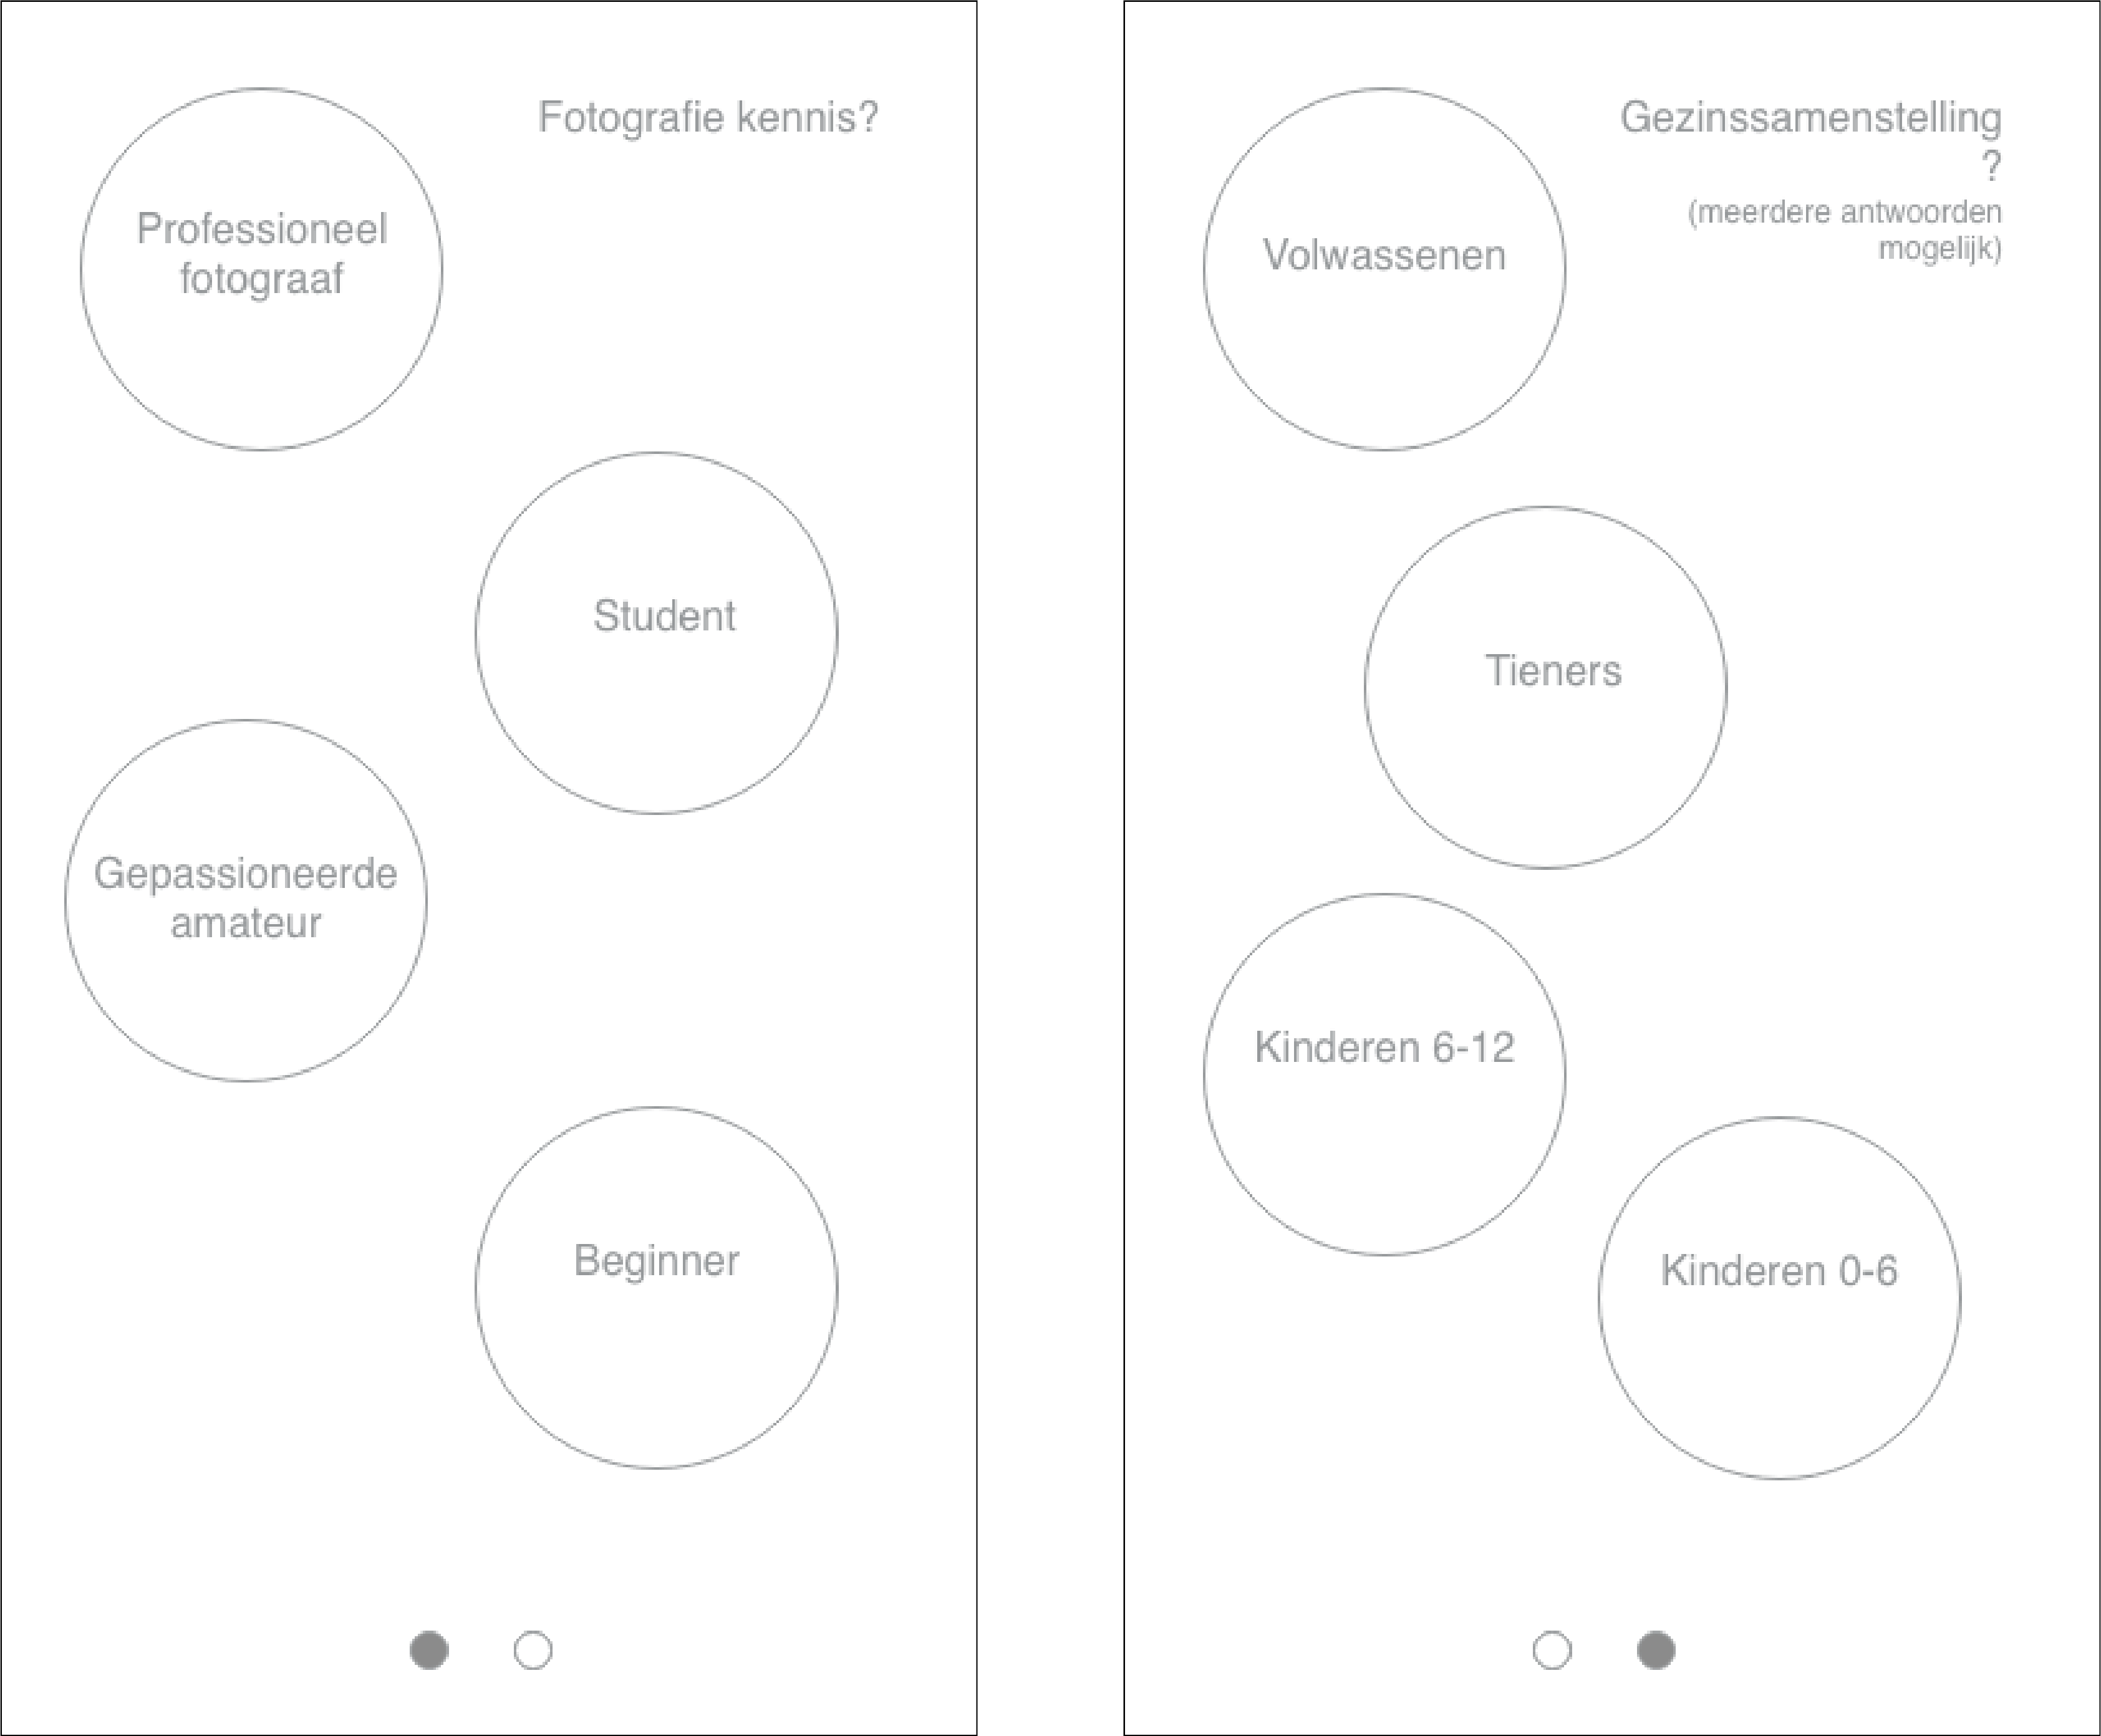 Fotografie kennis?
Professioneel
fotograaf
Student
Gepassioneerde
amateur
Beginner
Gezinssamenstelling
?
(meerdere antwoorden
mogelijk)
Volwassenen
Tieners
Kinderen 6-12
Kinderen 0-6